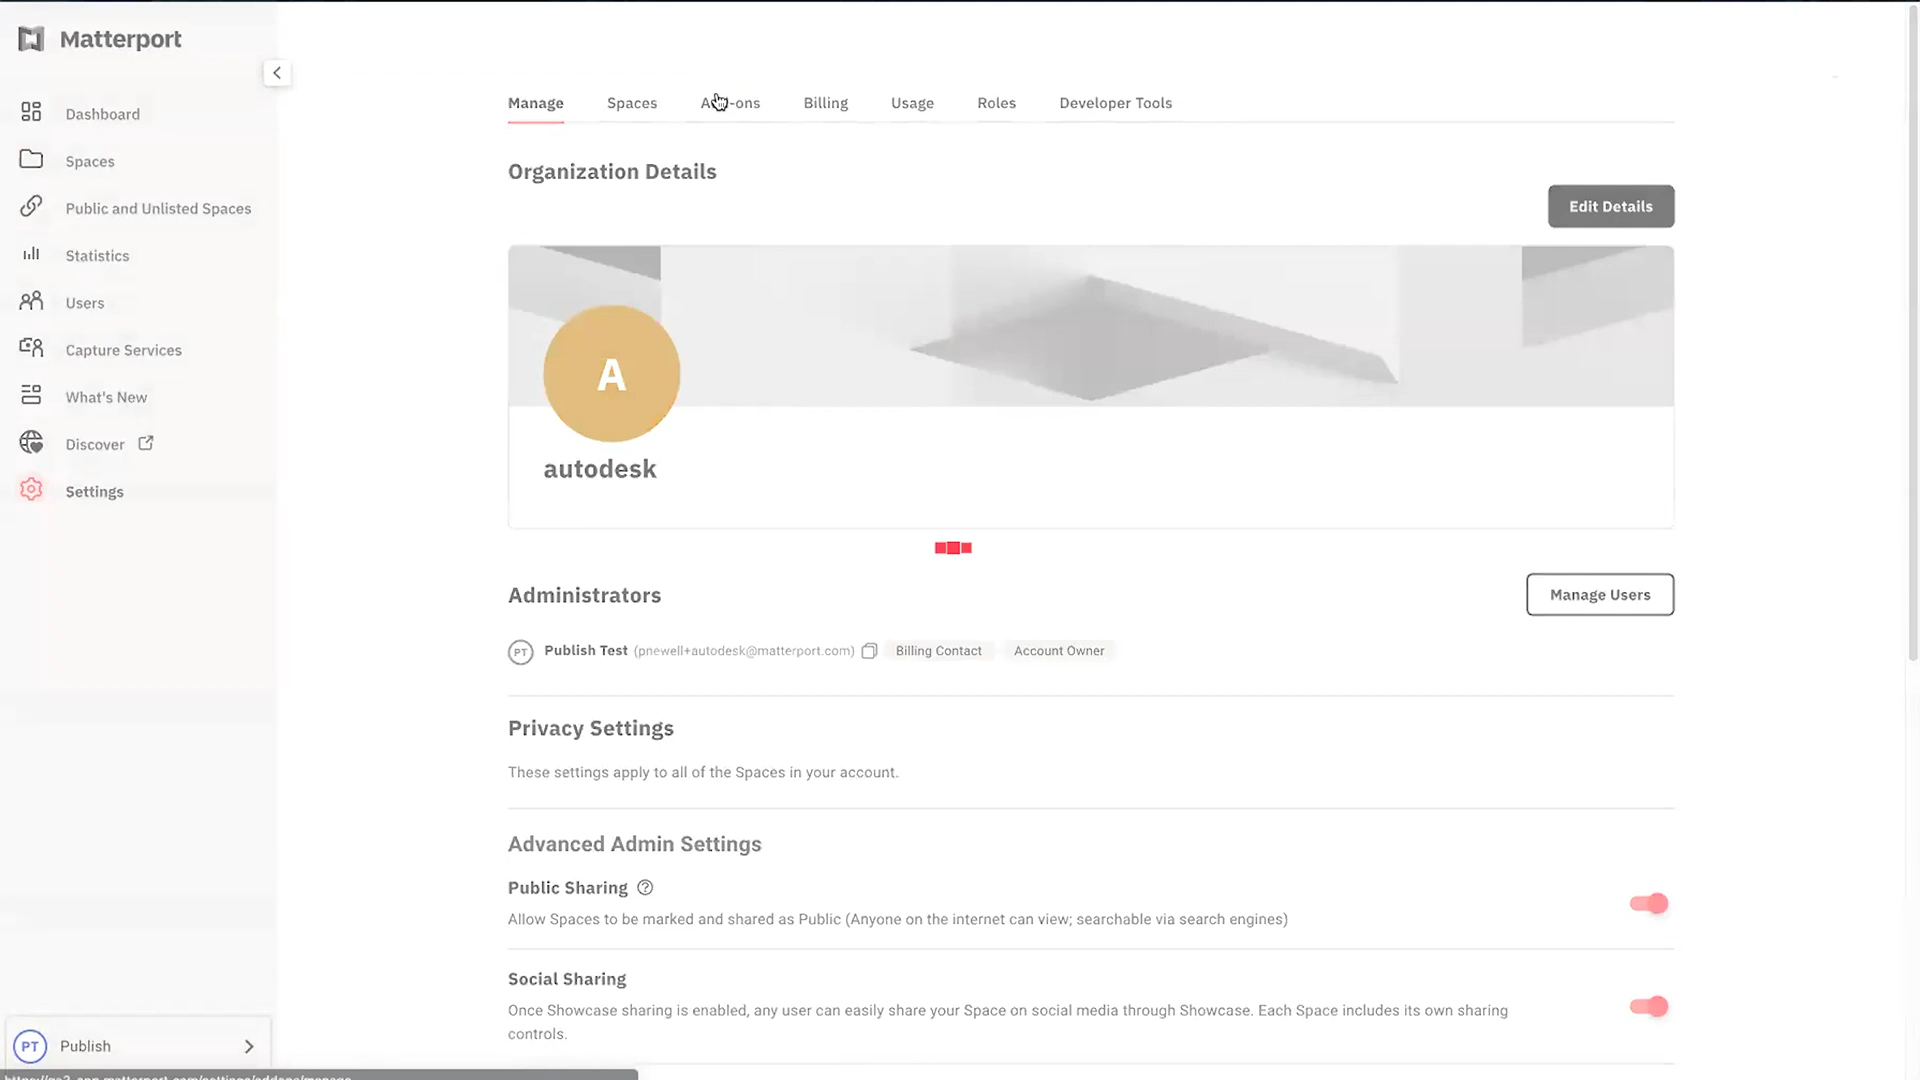 Matterport
Dashboard
Spaces
Public and Unlisted Spaces
Statistics
Users
Capture Services
What's New
Discover
Settings
PT Publish
Manage Spaces Add-ons Billing Usage Roles Developer Tools
Organization Details
Edit Details
A
autodesk
Administrators
Manage Users
PT Publish Test (pnewell+autodesk@matterport.com) Billing Contact Account Owner
Privacy Settings
These settings apply to all of the Spaces in your account.
Advanced Admin Settings
Public Sharing
Allow Spaces to be marked and shared as Public (Anyone on the internet can view; searchable via search engines)
Social Sharing
Once Showcase sharing is enabled, any user can easily share your Space on social media through Showcase. Each Space includes its own sharing
controls.